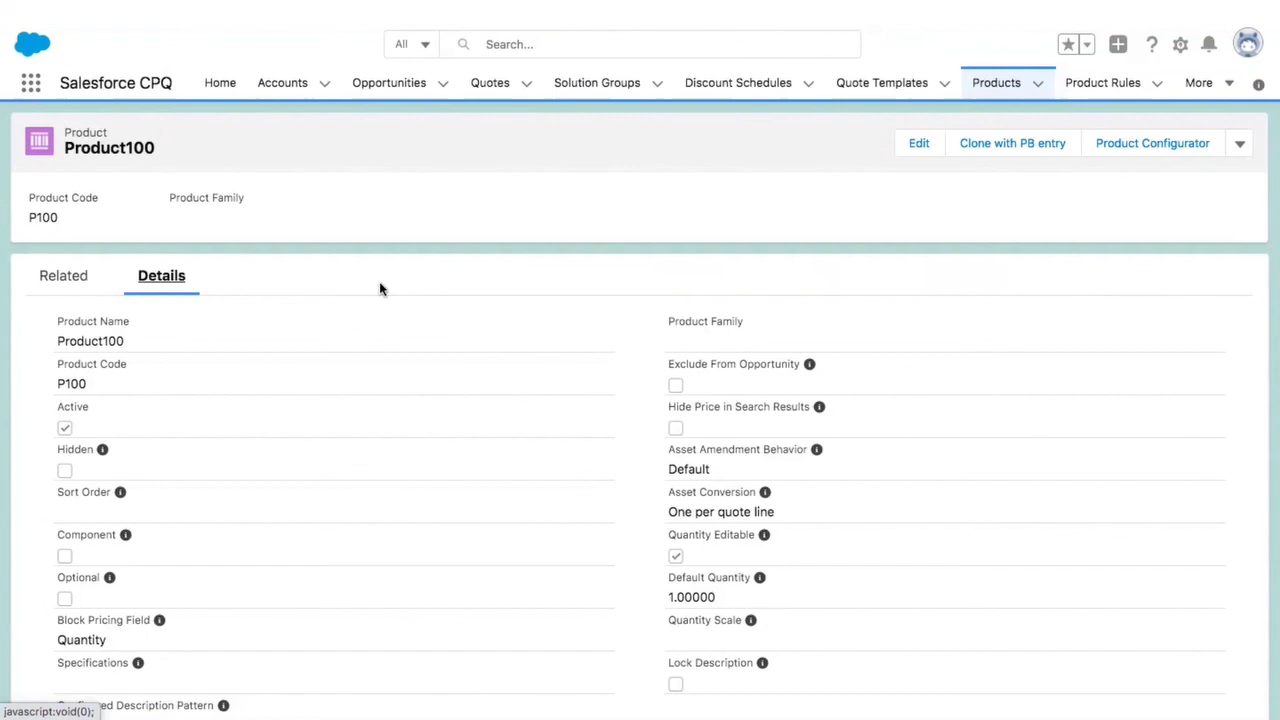 All
Search...
Salesforce CPQ
Home
Accounts
Opportunities
Quotes
Solution Groups
Discount Schedules
Quote Templates
Products
Product Rules
More
Product
Product100
Edit
Clone with PB entry
Product Configurator
Product Code
Product Family
P100
Related
Details
Product Name
Product Family
Product100
Product Code
Exclude From Opportunity
P100
Active
Hide Price in Search Results
Hidden
Asset Amendment Behavior
Default
Sort Order
Asset Conversion
One per quote line
Component
Quantity Editable
Optional
Default Quantity
1.00000
Block Pricing Field
Quantity Scale
Quantity
Specifications
Lock Description
Description Pattern
javascript:void(0);